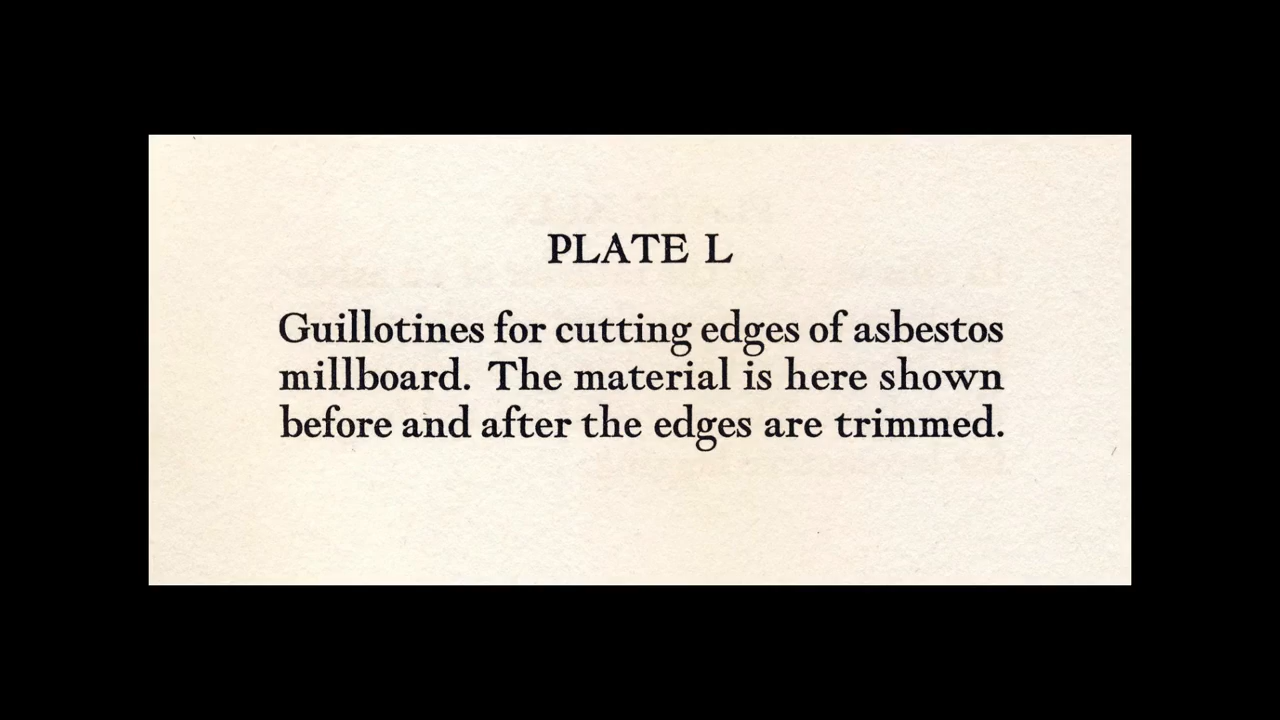 PLATE L
Guillotines for cutting edges of asbestos
millboard. The material is here shown
before and after the edges are trimmed.